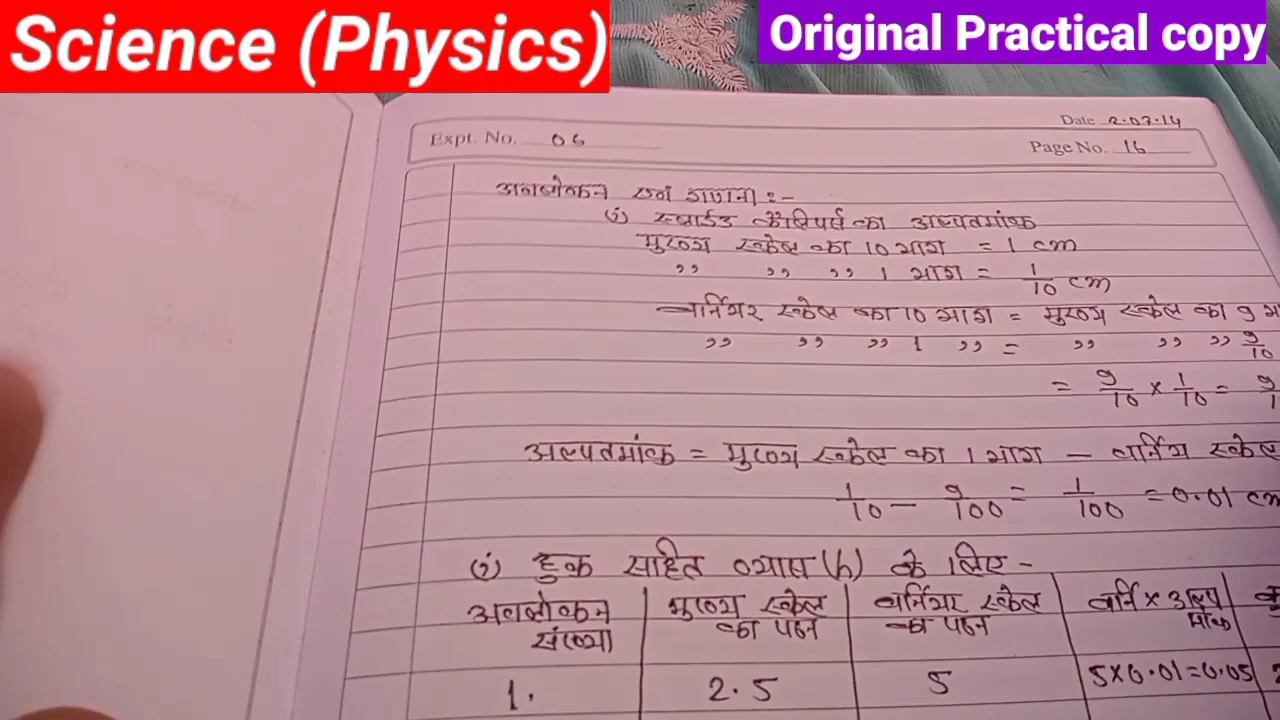 Science (Physics)
Original Practical copy
Date 2.07.14
Expt. No. 06
Page No. 16
अवलोकन एवं गणना :-
(i) स्लाईड कैलिपर्स का अल्पतमांक
मुख्य स्केल का 10 भाग = 1 cm
,, ,, ,, 1 भाग = 1/10 cm
वर्नियर स्केल का 10 भाग = मुख्य स्केल का 9
,, ,, ,, 1 ,, = ,, ,, ,, 9/10
= 9/10 × 1/10 =
अल्पतमांक = मुख्य स्केल का 1 भाग - वर्निय स्केल
1/10 - 9/100 = 1/100 = 0.01 cm
हुक सहित व्यास (h) के लिए -
अवलोकन संख्या मुख्य स्केल का पठन वर्नियर स्केल का पठन वर्नि × अल्प मांक
1. 2.5 5 5×0.01=0.05